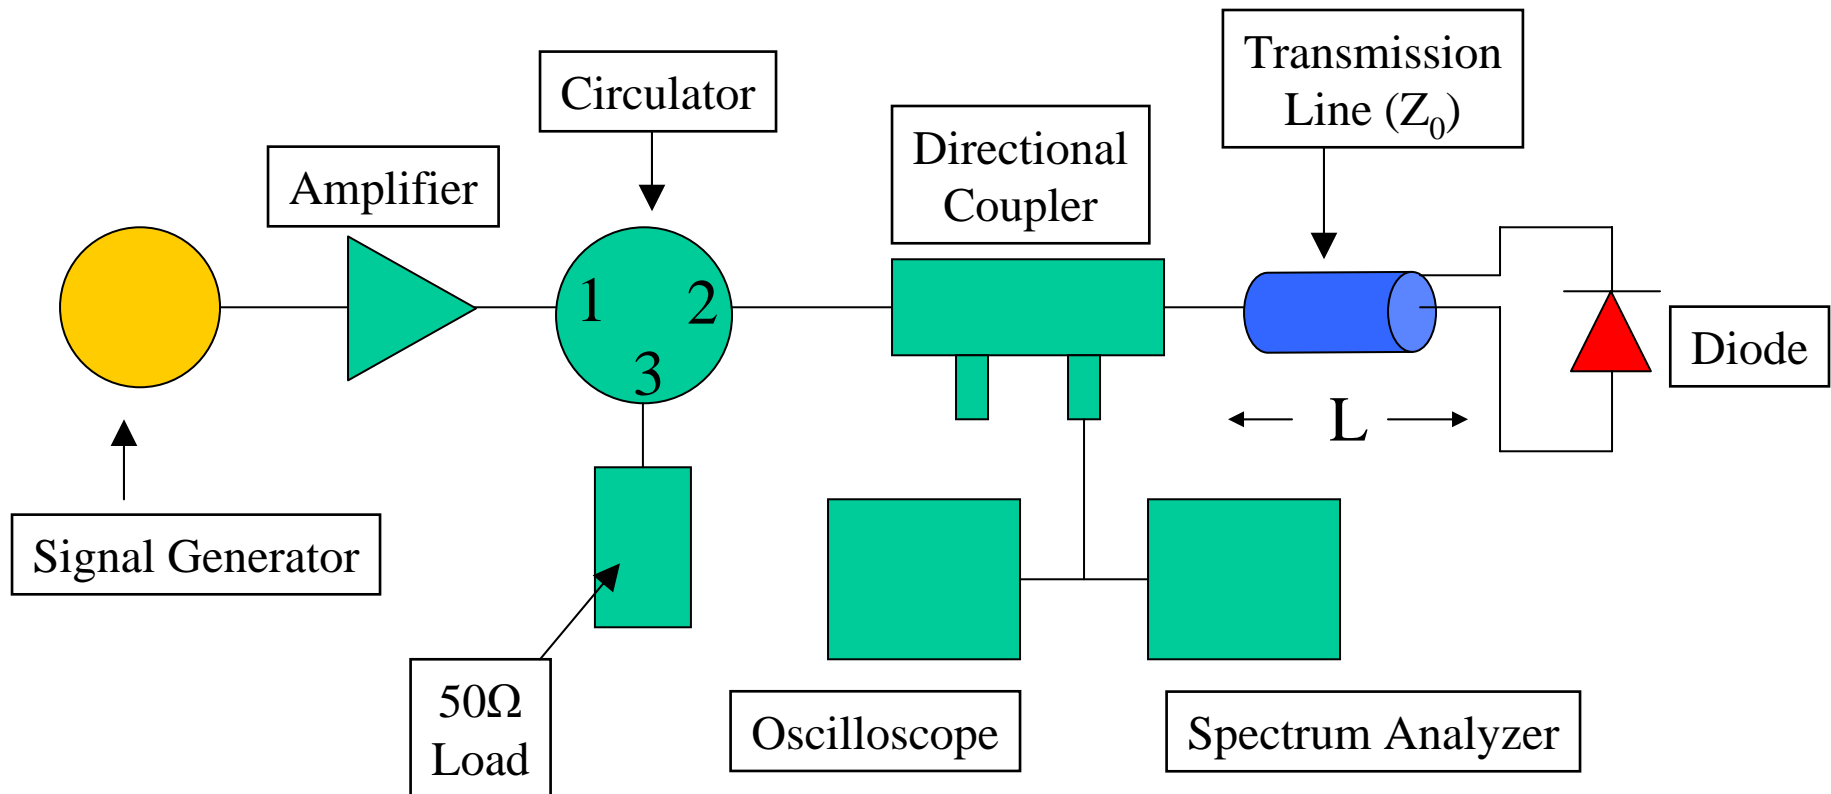 Transmission
Line (Z₀)
Circulator
Directional
Coupler
Amplifier
1
2
3
Diode
L
Signal Generator
50Ω
Load
Oscilloscope
Spectrum Analyzer